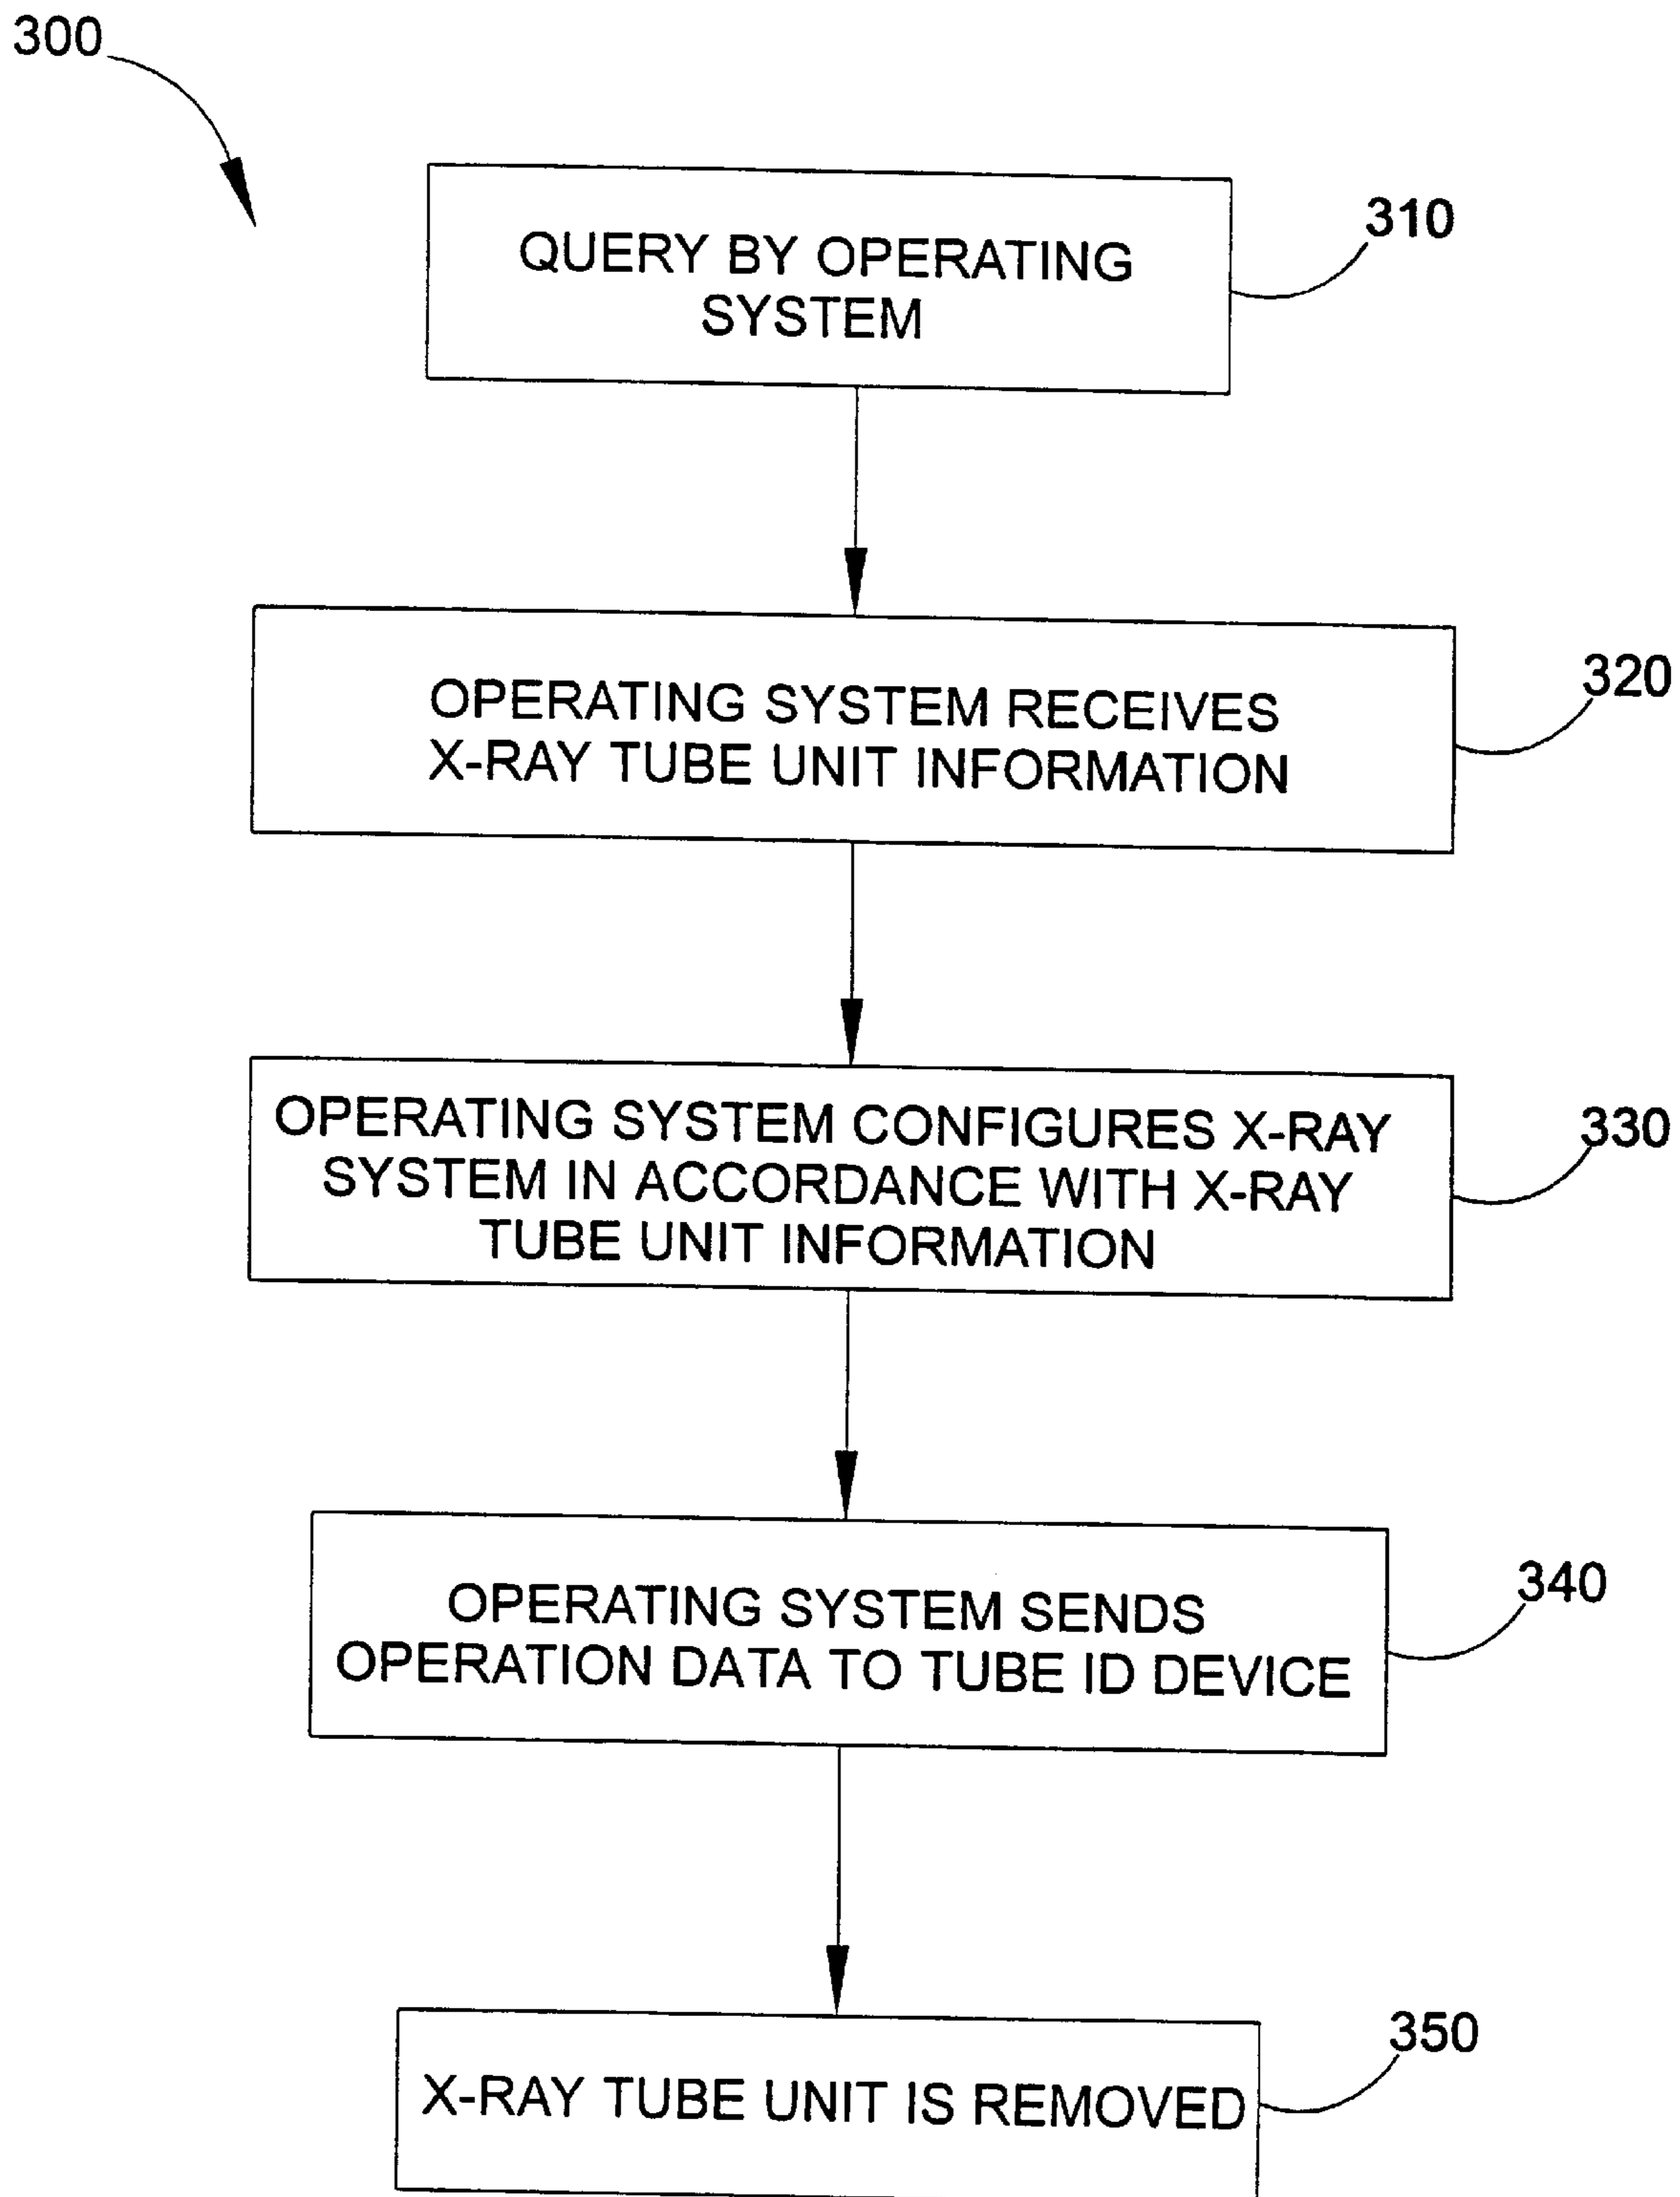 300
310
QUERY BY OPERATING
SYSTEM
320
OPERATING SYSTEM RECEIVES
X-RAY TUBE UNIT INFORMATION
330
OPERATING SYSTEM CONFIGURES X-RAY
SYSTEM IN ACCORDANCE WITH X-RAY
TUBE UNIT INFORMATION
340
OPERATING SYSTEM SENDS
OPERATION DATA TO TUBE ID DEVICE
350
X-RAY TUBE UNIT IS REMOVED